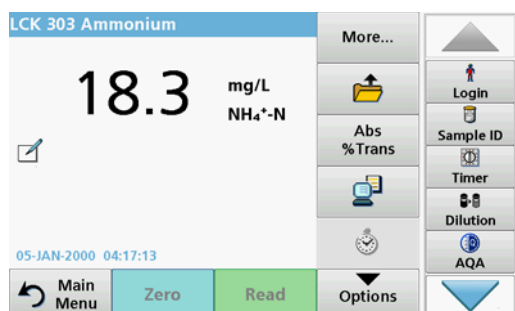 LCK 303 Ammonium
18.3 mg/L
NH₄⁺-N
05-JAN-2000 04:17:13
Main
Menu
Zero
Read
More...
Abs
%Trans
Options
Login
Sample ID
Timer
Dilution
AQA